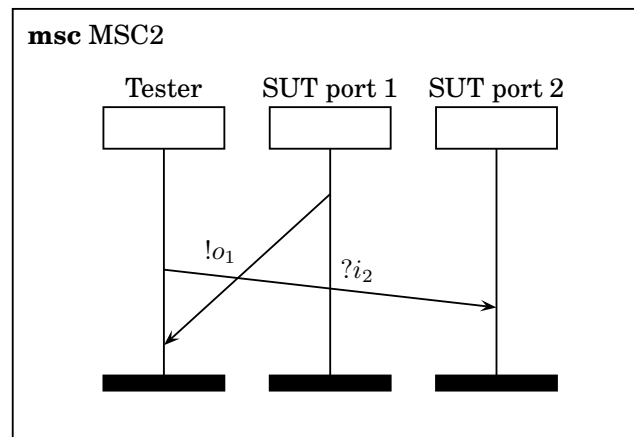 msc MSC2
Tester SUT port 1 SUT port 2
!o₁
?i₂